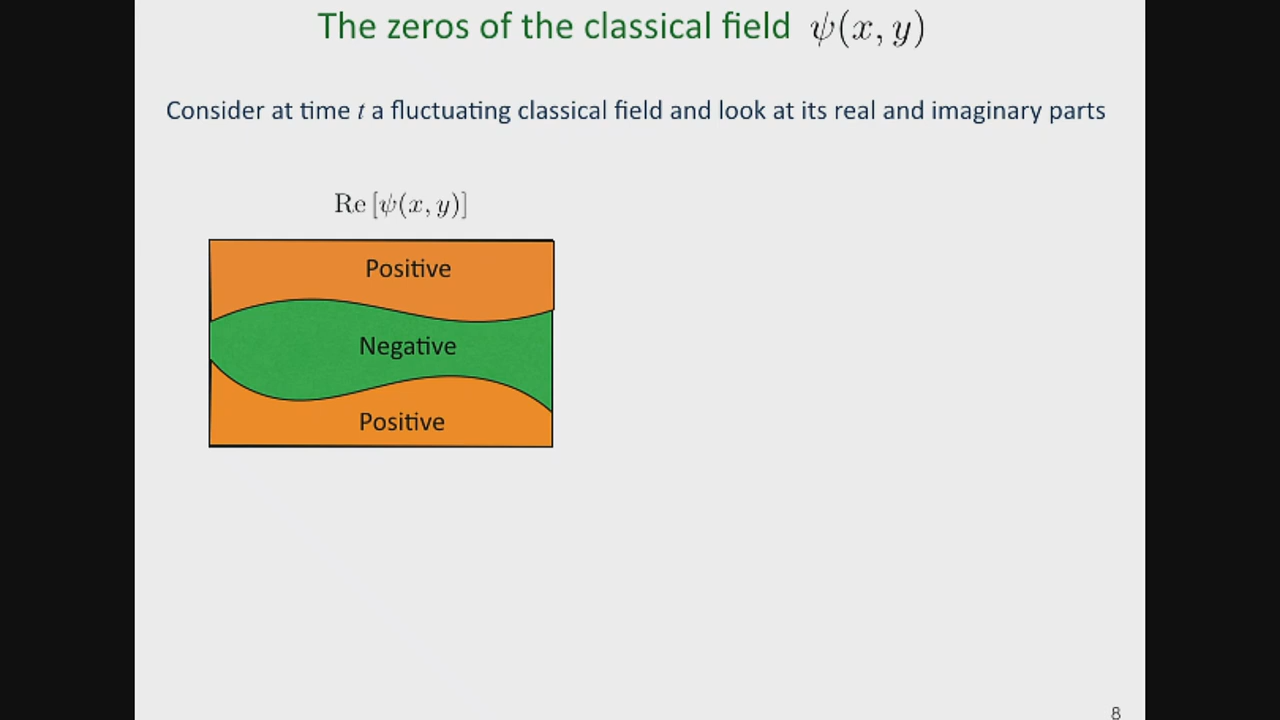 The zeros of the classical field ψ(x, y)
Consider at time t a fluctuating classical field and look at its real and imaginary parts
Re [ψ(x, y)]
Positive
Negative
Positive
8